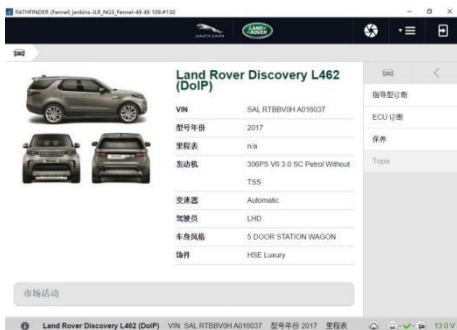 PATHFINDER (Fennel) Jenkins-JLR_NGS_Fennel-49.49.109.#130
JAGUAR
LAND-
ROVER
Land Rover Discovery L462
(DoIP)
VIN SAL RTBBV0H A016037
型号年份 2017
里程表 n/a
发动机 306PS V6 3.0 SC Petrol Without
TSS
变速器 Automatic
驾驶员 LHD
车身风格 5 DOOR STATION WAGON
饰件 HSE Luxury
指导型诊断
ECU 诊断
保养
Topix
市场活动
Land Rover Discovery L462 (DoIP) VIN SAL RTBBV0H A016037 型号年份 2017 里程表
13.0 V